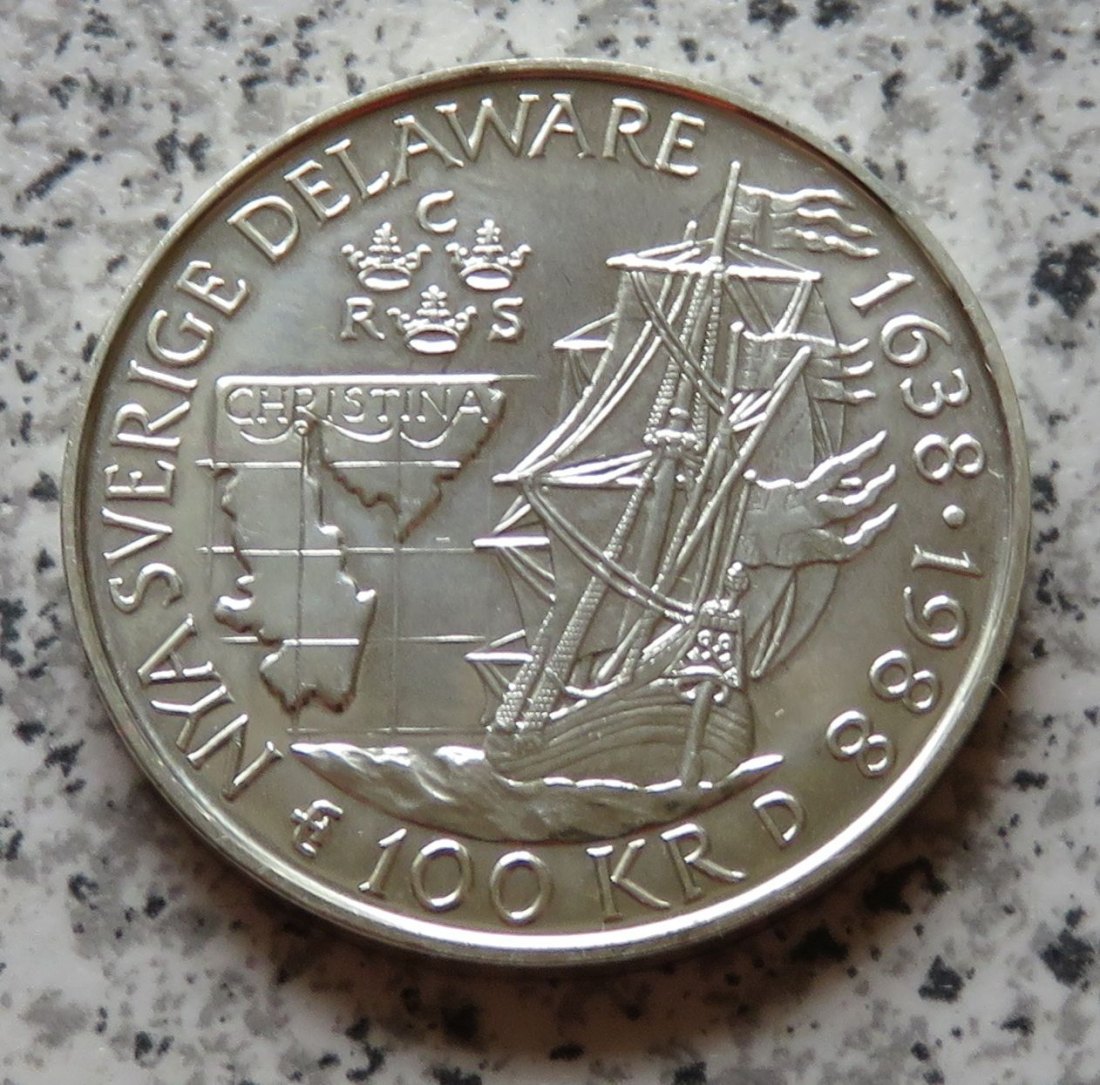 NYA SVERIGE DELAWARE 1638 · 1988
C
R S
CHRISTINA
E 100 KR D